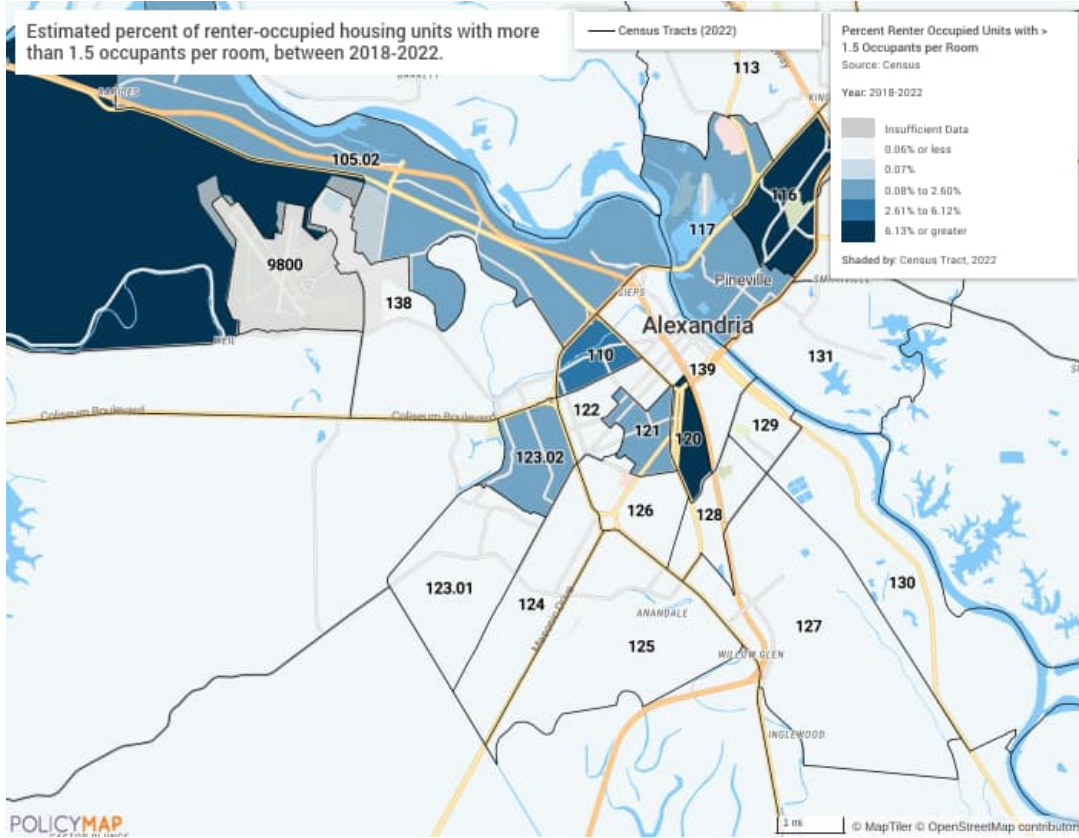 Estimated percent of renter-occupied housing units with more
than 1.5 occupants per room, between 2018-2022.
Census Tracts (2022)
Percent Renter Occupied Units with >
1.5 Occupants per Room
Source: Census
Year: 2018-2022
Insufficient Data
0.06% or less
0.07%
0.08% to 2.60%
2.61% to 6.12%
6.13% or greater
Shaded by: Census Tract, 2022
113
RAPIDES
105.02
116
117
9800
Pineville
138
Alexandria
110
139
131
Coliseum Boulevard
Coliseum Boulevard
122
121
120
129
123.02
126
128
123.01
124
130
ANANDALE
127
125
Masonic Drive
WILLOW GLEN
INGLEWOOD
POLICYMAP
1 mi
© MapTiler © OpenStreetMap contributor